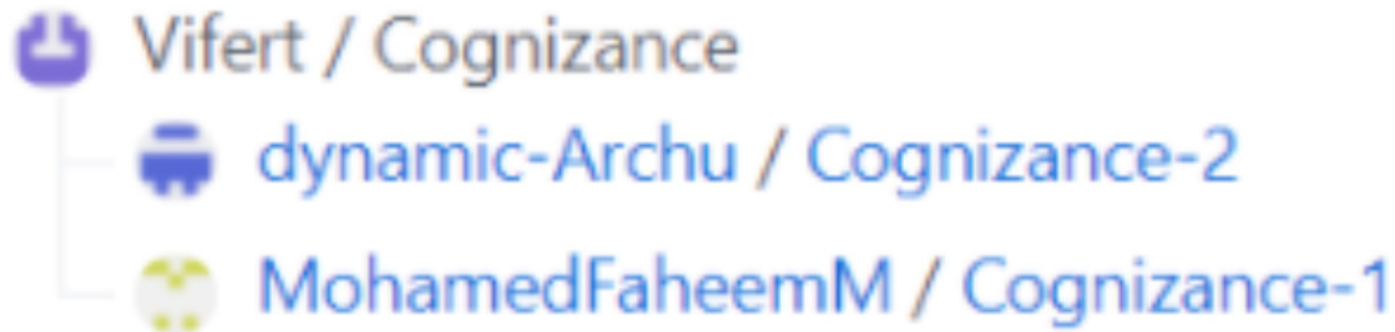 Vifert / Cognizance
dynamic-Archu / Cognizance-2
MohamedFaheemM / Cognizance-1